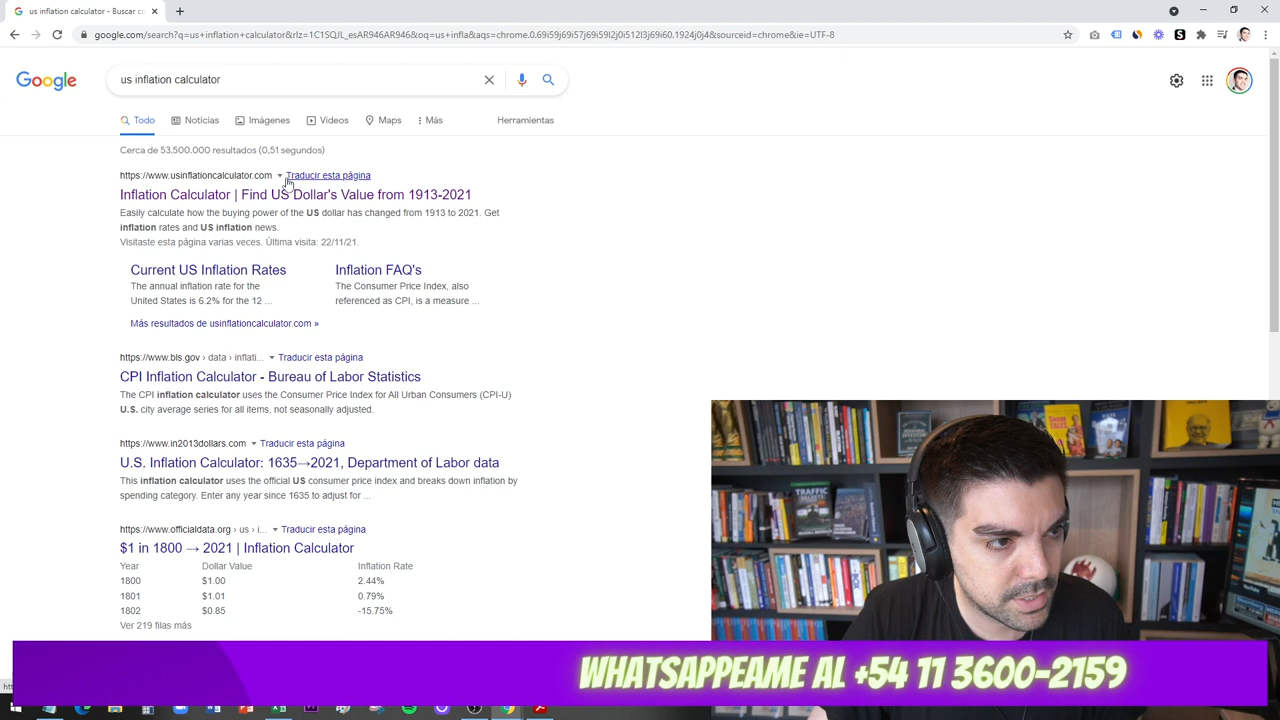 us inflation calculator - Buscar co
google.com/search?q=us+inflation+calculator&rlz=1C1SQJL_esAR946AR946&oq=us+infla&aqs=chrome.0.69i59j69i57j69i59l2j0i512l3j69i60.1924j0j4&sourceid=chrome&ie=UTF-8
Google
us inflation calculator
Todo
Noticias
Imágenes
Vídeos
Maps
Más
Herramientas
Cerca de 53.500.000 resultados (0,51 segundos)
https://www.usinflationcalculator.com Traducir esta página
Inflation Calculator | Find US Dollar's Value from 1913-2021
Easily calculate how the buying power of the US dollar has changed from 1913 to 2021. Get
inflation rates and US inflation news.
Visitaste esta página varias veces. Última visita: 22/11/21.
Current US Inflation Rates
The annual inflation rate for the
United States is 6.2% for the 12 ...
Inflation FAQ's
The Consumer Price Index, also
referenced as CPI, is a measure ...
Más resultados de usinflationcalculator.com »
https://www.bls.gov › data › inflati... Traducir esta página
CPI Inflation Calculator - Bureau of Labor Statistics
The CPI inflation calculator uses the Consumer Price Index for All Urban Consumers (CPI-U)
U.S. city average series for all items, not seasonally adjusted.
https://www.in2013dollars.com Traducir esta página
U.S. Inflation Calculator: 1635→2021, Department of Labor data
This inflation calculator uses the official US consumer price index and breaks down inflation by
spending category. Enter any year since 1635 to adjust for ...
https://www.officialdata.org › us › i... Traducir esta página
$1 in 1800 → 2021 | Inflation Calculator
Year Dollar Value Inflation Rate
1800 $1.00 2.44%
1801 $1.01 0.79%
1802 $0.85 -15.75%
Ver 219 filas más
WHATSAPPEAME AL +54 11 3600-2159